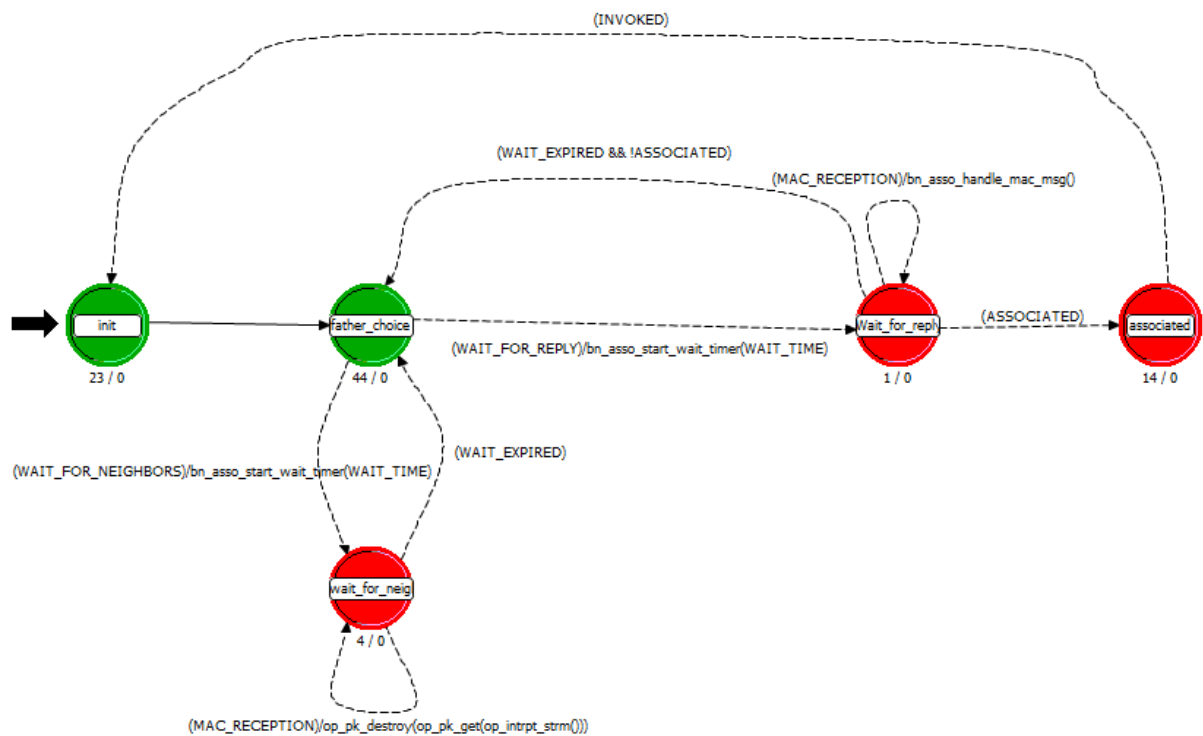 (INVOKED)
(WAIT_EXPIRED && !ASSOCIATED)
(MAC_RECEPTION)/bn_asso_handle_mac_msg()
init
father_choice
Wait_for_reply
(ASSOCIATED)
associated
(WAIT_FOR_REPLY)/bn_asso_start_wait_timer(WAIT_TIME)
23 / 0
44 / 0
1 / 0
14 / 0
(WAIT_EXPIRED)
(WAIT_FOR_NEIGHBORS)/bn_asso_start_wait_timer(WAIT_TIME)
wait_for_neig
4 / 0
(MAC_RECEPTION)/op_pk_destroy(op_pk_get(op_intrpt_strm()))